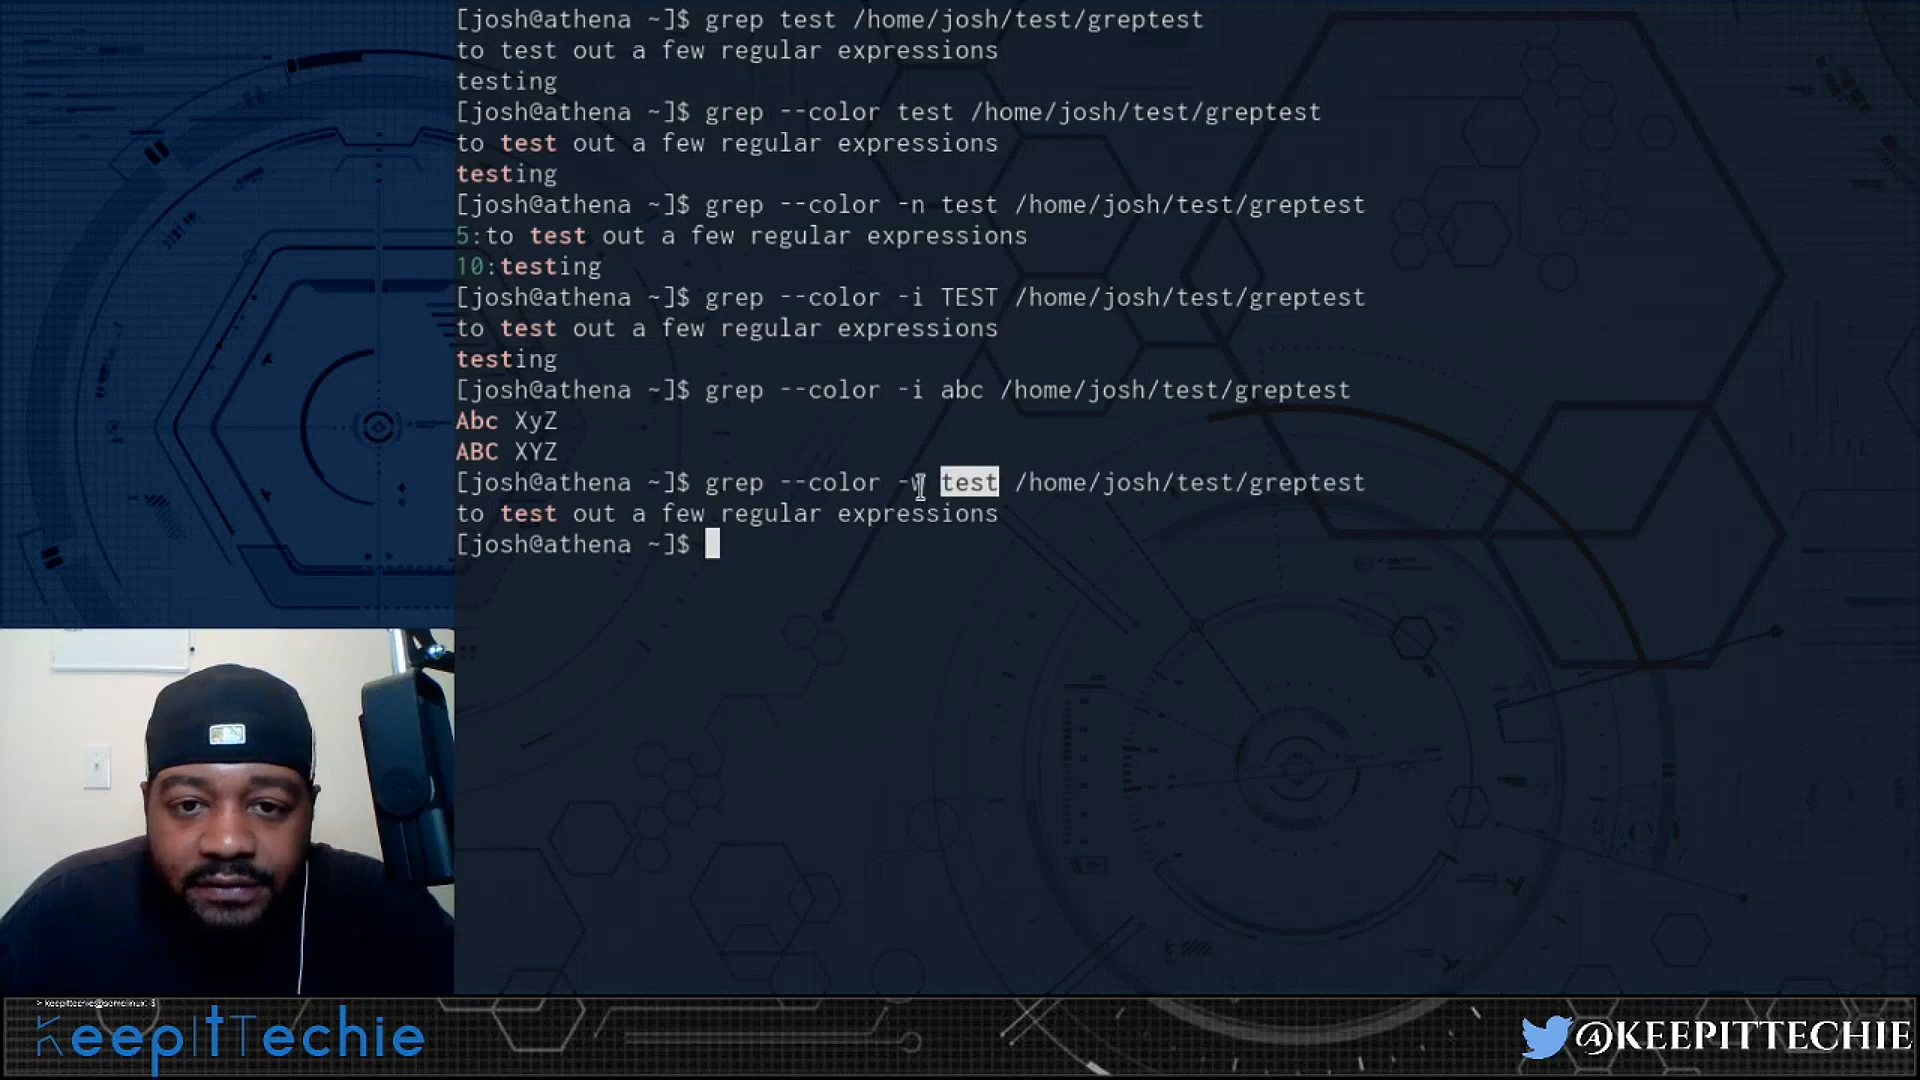 [josh@athena ~]$ grep test /home/josh/test/greptest
to test out a few regular expressions
testing
[josh@athena ~]$ grep --color test /home/josh/test/greptest
to test out a few regular expressions
testing
[josh@athena ~]$ grep --color -n test /home/josh/test/greptest
5:to test out a few regular expressions
10:testing
[josh@athena ~]$ grep --color -i TEST /home/josh/test/greptest
to test out a few regular expressions
testing
[josh@athena ~]$ grep --color -i abc /home/josh/test/greptest
Abc XyZ
ABC XYZ
[josh@athena ~]$ grep --color -w test /home/josh/test/greptest
to test out a few regular expressions
[josh@athena ~]$
> keepittechie@somelinux:~$
KeepItTechie
@KEEPITTECHIE